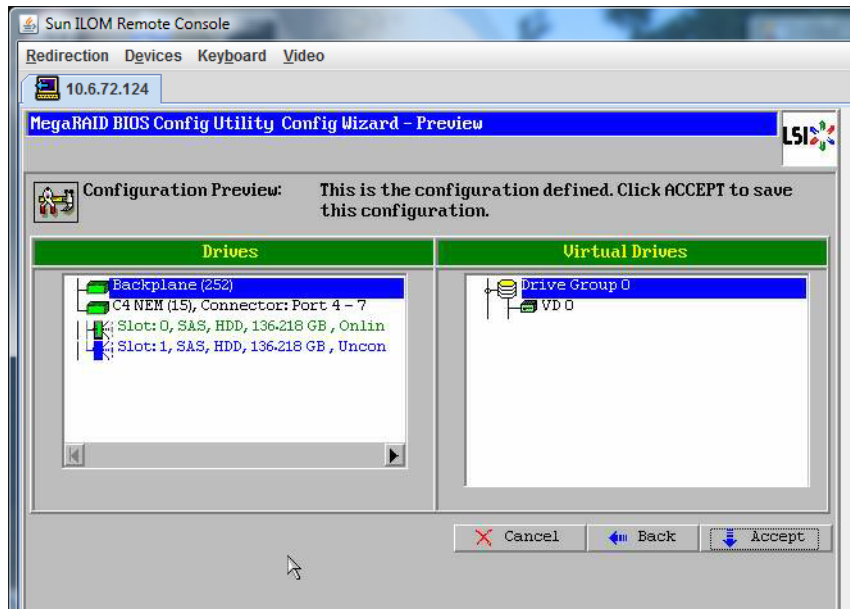 Sun ILOM Remote Console
Redirection Devices Keyboard Video
10.6.72.124
MegaRAID BIOS Config Utility Config Wizard - Preview
LSI
Configuration Preview: This is the configuration defined. Click ACCEPT to save
this configuration.
Drives
Backplane (252)
C4 NEM (15), Connector: Port 4 - 7
Slot: 0, SAS, HDD, 136.218 GB , Onlin
Slot: 1, SAS, HDD, 136.218 GB , Uncon
Virtual Drives
Drive Group 0
VD 0
Cancel Back Accept